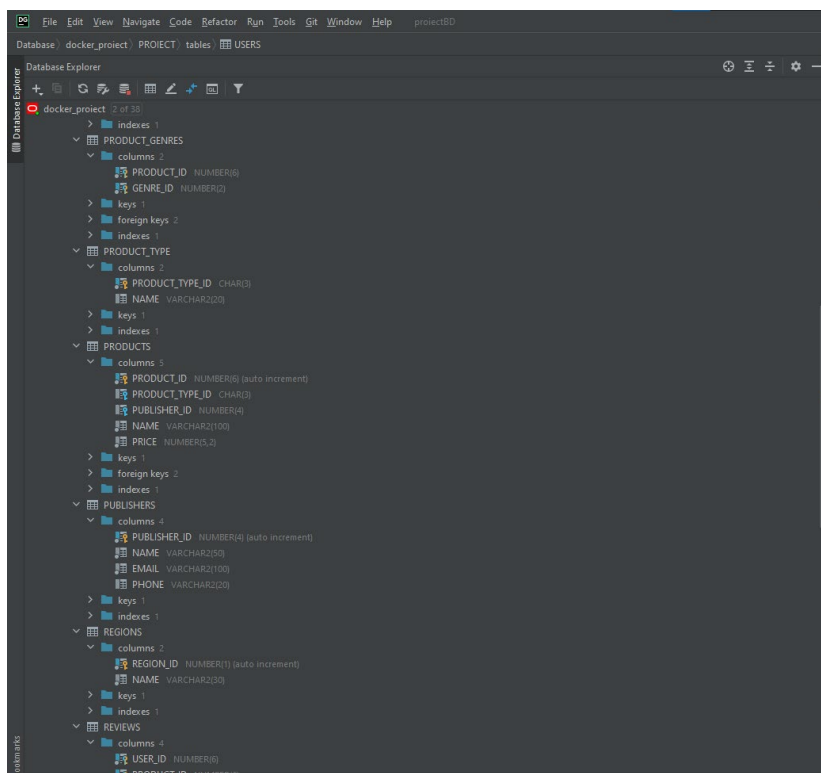 DG File Edit View Navigate Code Refactor Run Tools Git Window Help proiectBD
Database docker_proiect PROIECT tables USERS
Database Explorer
Database Explorer
docker_proiect 2 of 38
indexes 1
PRODUCT_GENRES
columns 2
PRODUCT_ID NUMBER(6)
GENRE_ID NUMBER(2)
keys 1
foreign keys 2
indexes 1
PRODUCT_TYPE
columns 2
PRODUCT_TYPE_ID CHAR(3)
NAME VARCHAR2(20)
keys 1
indexes 1
PRODUCTS
columns 5
PRODUCT_ID NUMBER(6) (auto increment)
PRODUCT_TYPE_ID CHAR(3)
PUBLISHER_ID NUMBER(4)
NAME VARCHAR2(100)
PRICE NUMBER(5,2)
keys 1
foreign keys 2
indexes 1
PUBLISHERS
columns 4
PUBLISHER_ID NUMBER(4) (auto increment)
NAME VARCHAR2(50)
EMAIL VARCHAR2(100)
PHONE VARCHAR2(20)
keys 1
indexes 1
REGIONS
columns 2
REGION_ID NUMBER(1) (auto increment)
NAME VARCHAR2(30)
keys 1
indexes 1
REVIEWS
columns 4
USER_ID NUMBER(6)
PRODUCT_ID
ookmarks